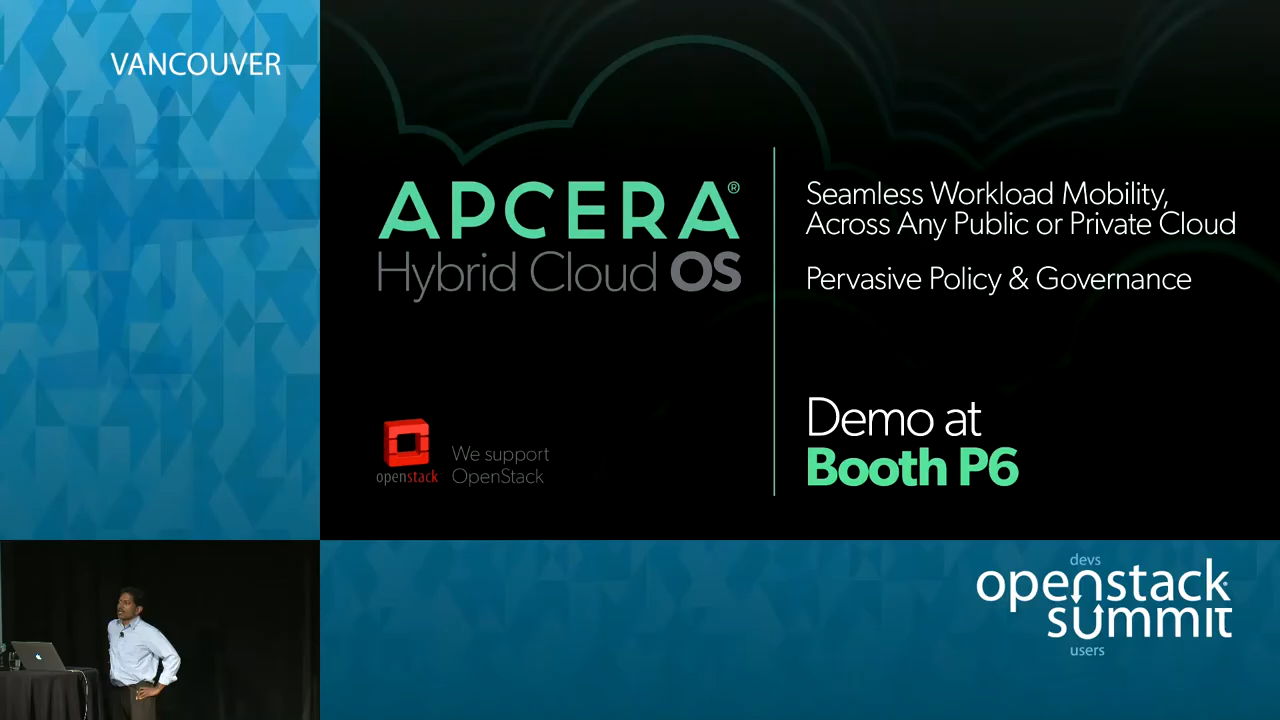 VANCOUVER
APCERA®
Hybrid Cloud OS
openstack
We support
OpenStack
Seamless Workload Mobility,
Across Any Public or Private Cloud
Pervasive Policy & Governance
Demo at
Booth P6
devs
openstack
summit
users